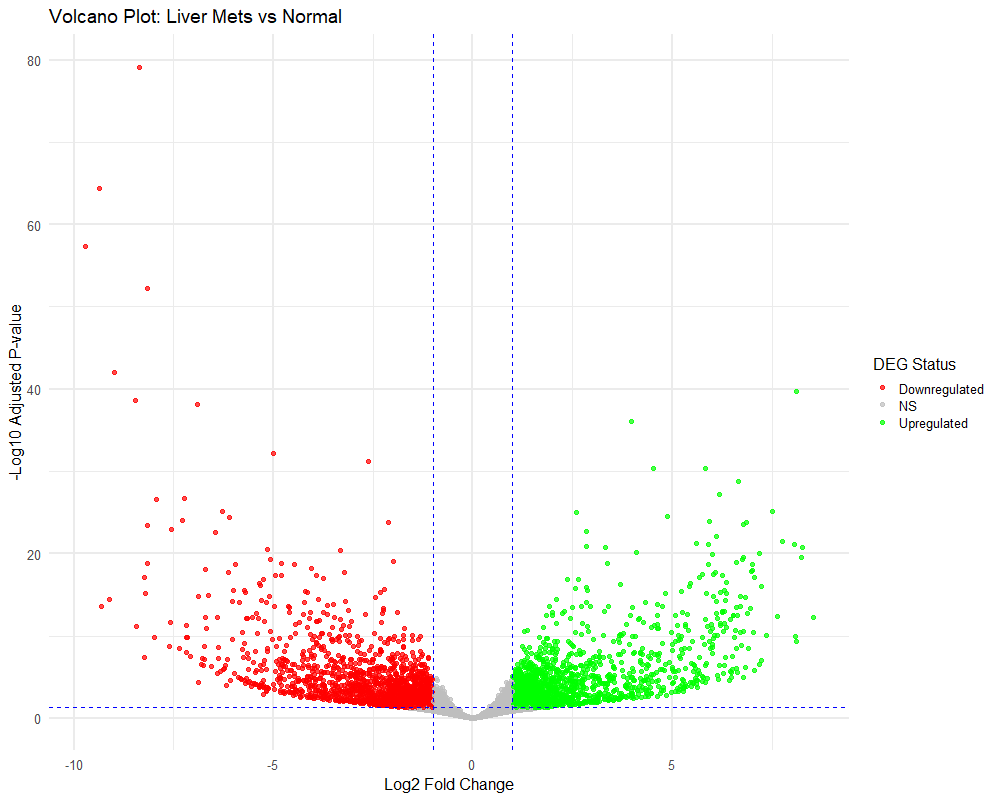 Volcano Plot: Liver Mets vs Normal
80
60
40
20
0
-Log10 Adjusted P-value
-10
-5
0
5
Log2 Fold Change
DEG Status
Downregulated
NS
Upregulated